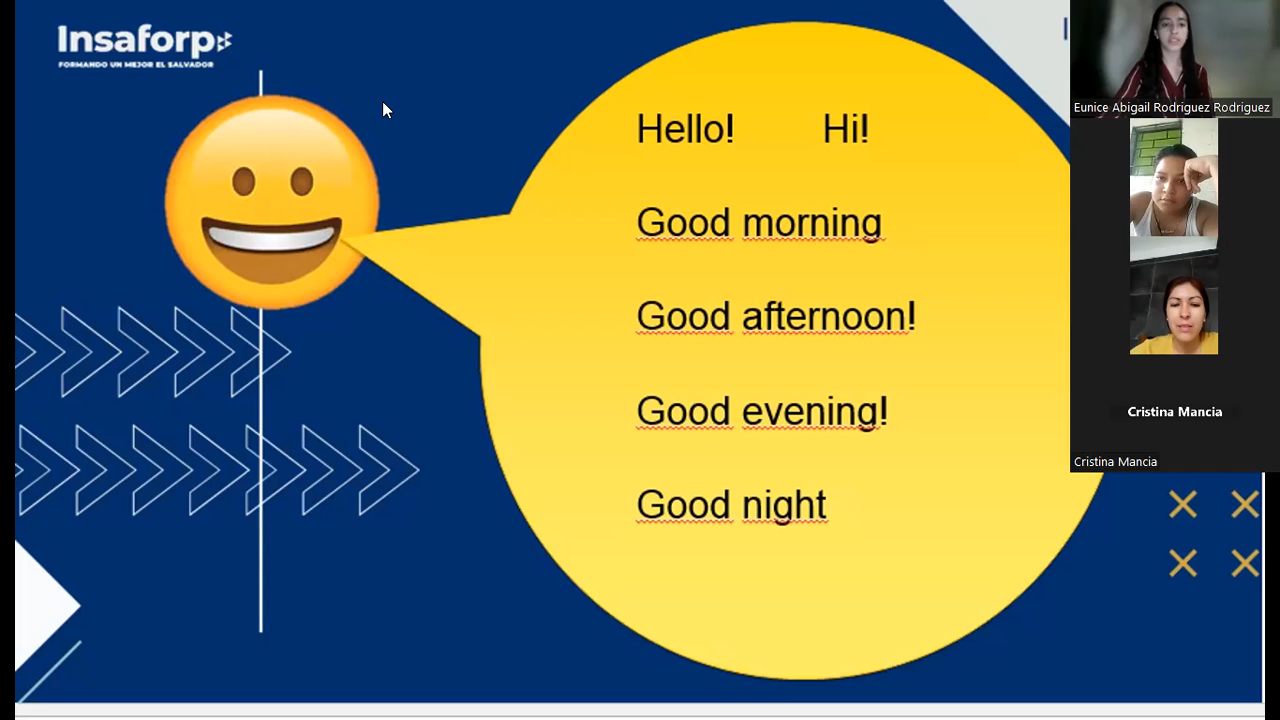 Insaforp
FORMANDO UN MEJOR EL SALVADOR
Hello! Hi!
Good morning
Good afternoon!
Good evening!
Good night
Eunice Abigail Rodriguez Rodriguez
Cristina Mancia
Cristina Mancia